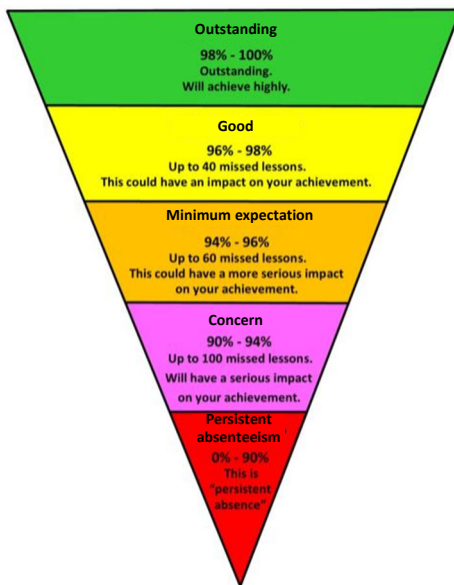 Outstanding
98% - 100%
Outstanding.
Will achieve highly.
Good
96% - 98%
Up to 40 missed lessons.
This could have an impact on your achievement.
Minimum expectation
94% - 96%
Up to 60 missed lessons.
This could have a more serious impact
on your achievement.
Concern
90% - 94%
Up to 100 missed lessons.
Will have a serious impact
on your achievement.
Persistent
absenteeism
0% - 90%
This is
"persistent
absence"